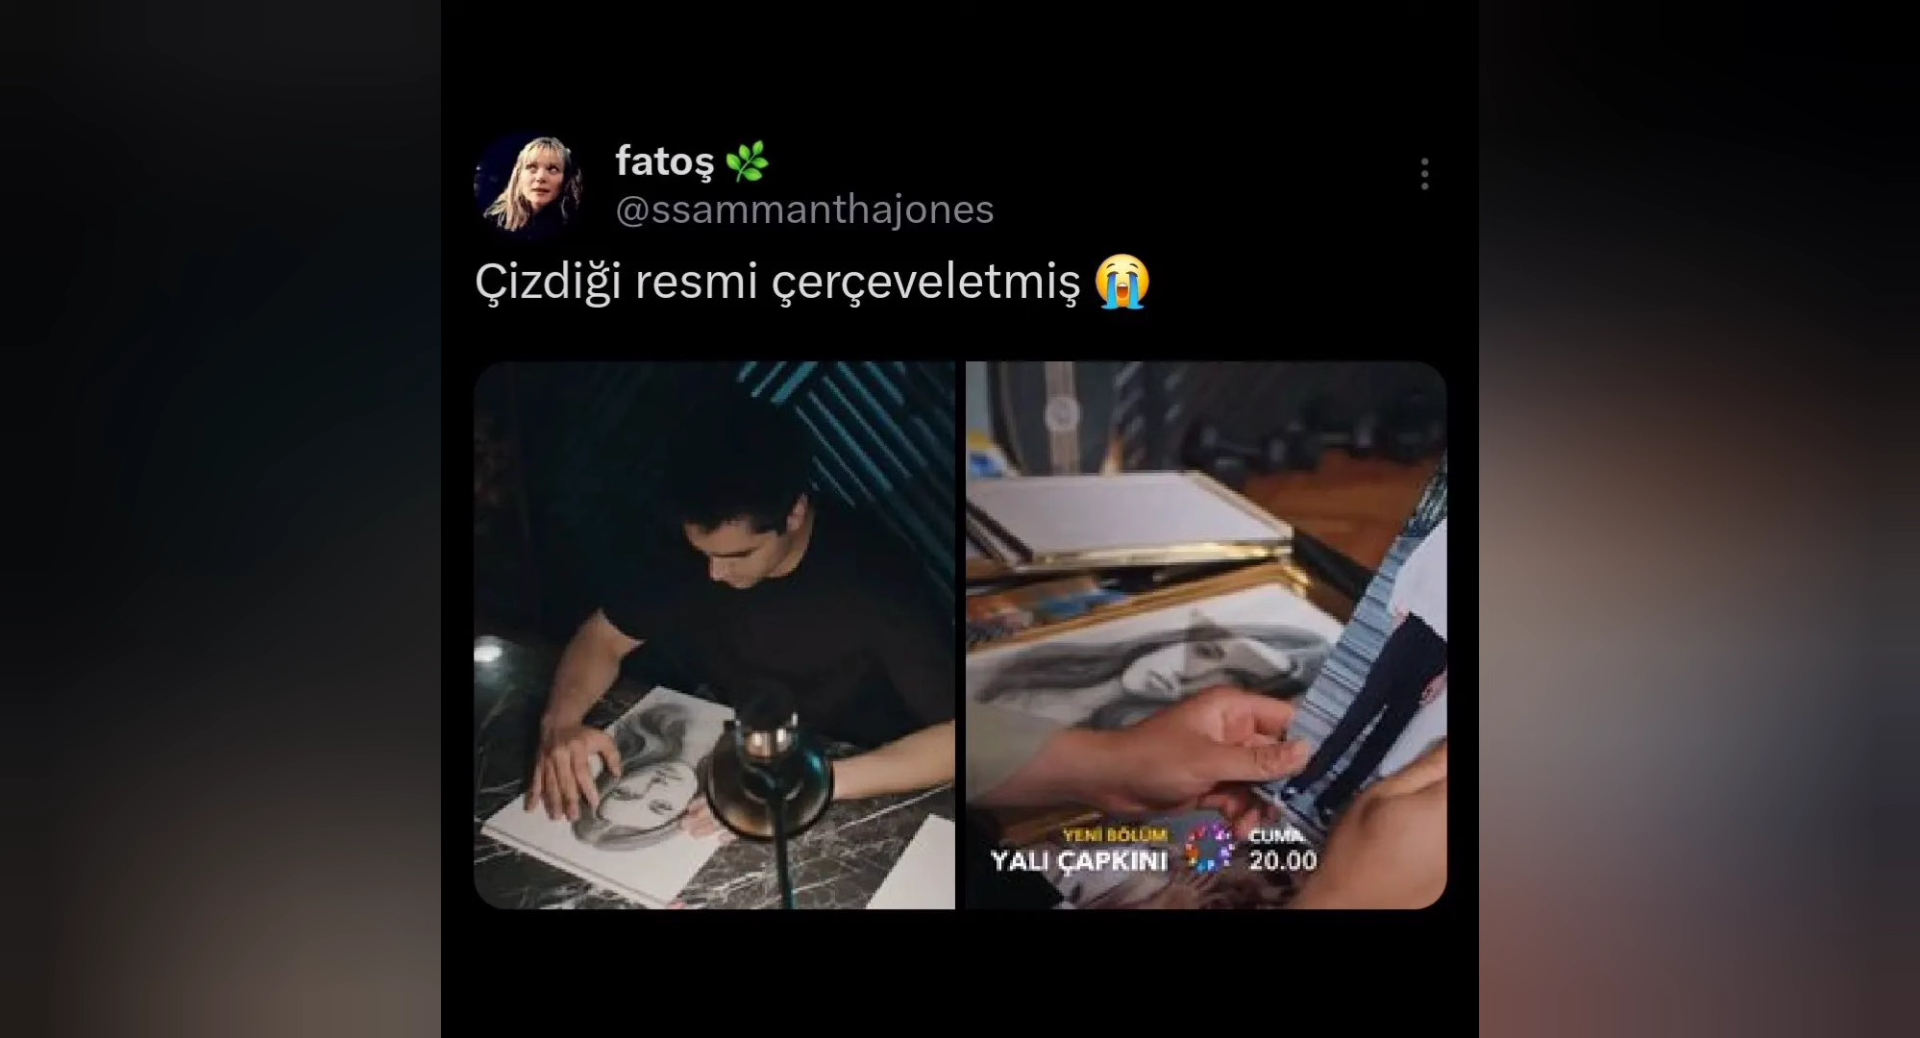 fatoş 🌿
@ssammanthajones
Çizdiği resmi çerçeveletmiş 😭
YENİ BÖLÜM
YALI ÇAPKINI
CUMA
20.00